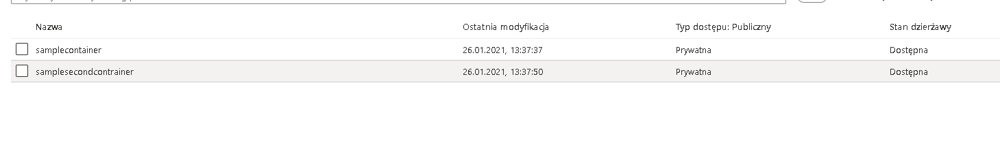 Nazwa Ostatnia modyfikacja Typ dostępu: Publiczny Stan dzierżawy
samplecontainer 26.01.2021, 13:37:37 Prywatna Dostępna
samplesecondcontrainer 26.01.2021, 13:37:50 Prywatna Dostępna